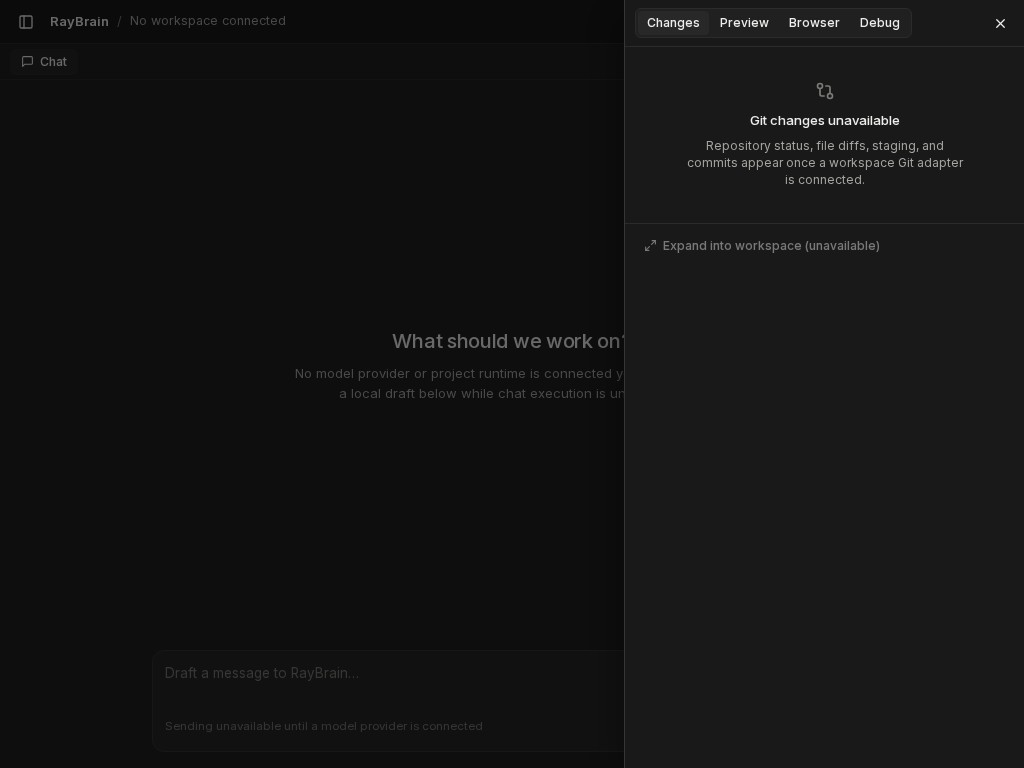 RayBrain / No workspace connected
Chat
What should we work on?
No model provider or project runtime is connected
a local draft below while chat execution is
Draft a message to RayBrain...
Sending unavailable until a model provider is connected
Changes Preview Browser Debug
Git changes unavailable
Repository status, file diffs, staging, and
commits appear once a workspace Git adapter
is connected.
Expand into workspace (unavailable)